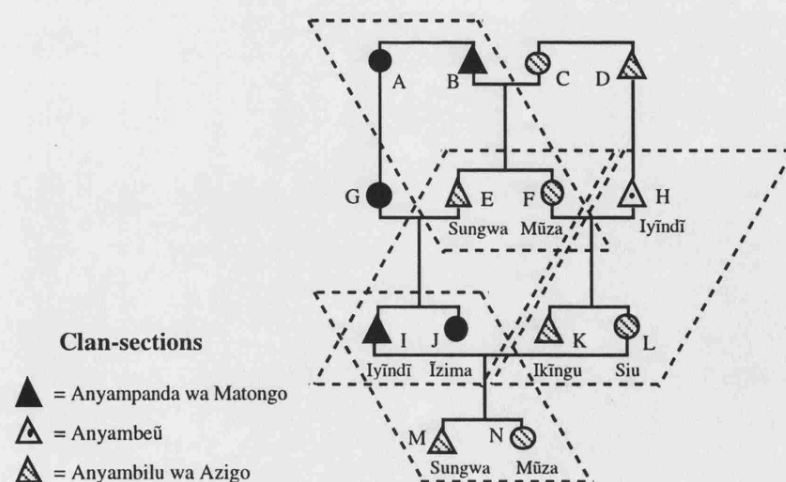 A B C D
G E F H
Sungwa Mũza Iyĩndĩ
Clan-sections
I J K L
Iyĩndĩ Ĩzima Ikĩngu Siu
= Anyampanda wa Matongo
= Anyambeũ
= Anyambilu wa Azigo
M N
Sungwa Mũza